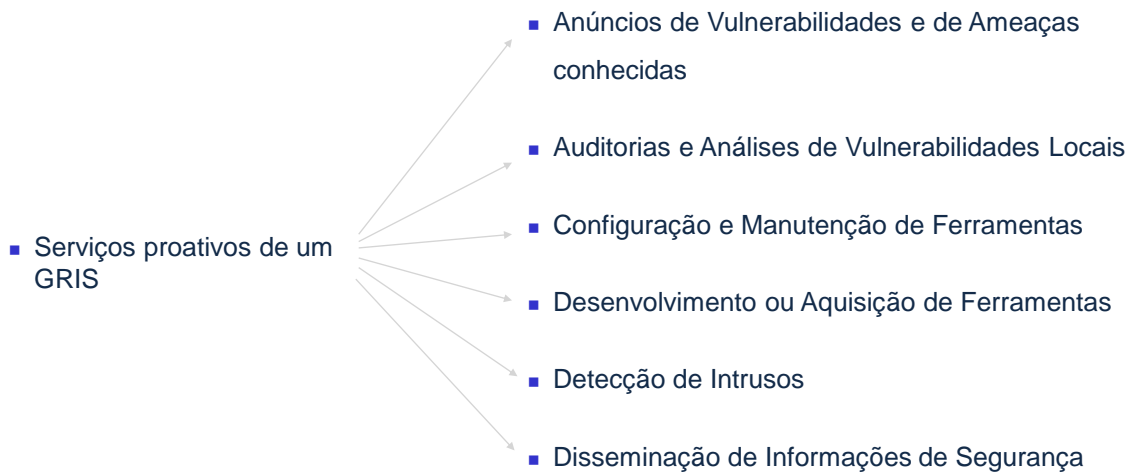 Serviços proativos de um
GRIS
Anúncios de Vulnerabilidades e de Ameaças
conhecidas
Auditorias e Análises de Vulnerabilidades Locais
Configuração e Manutenção de Ferramentas
Desenvolvimento ou Aquisição de Ferramentas
Detecção de Intrusos
Disseminação de Informações de Segurança